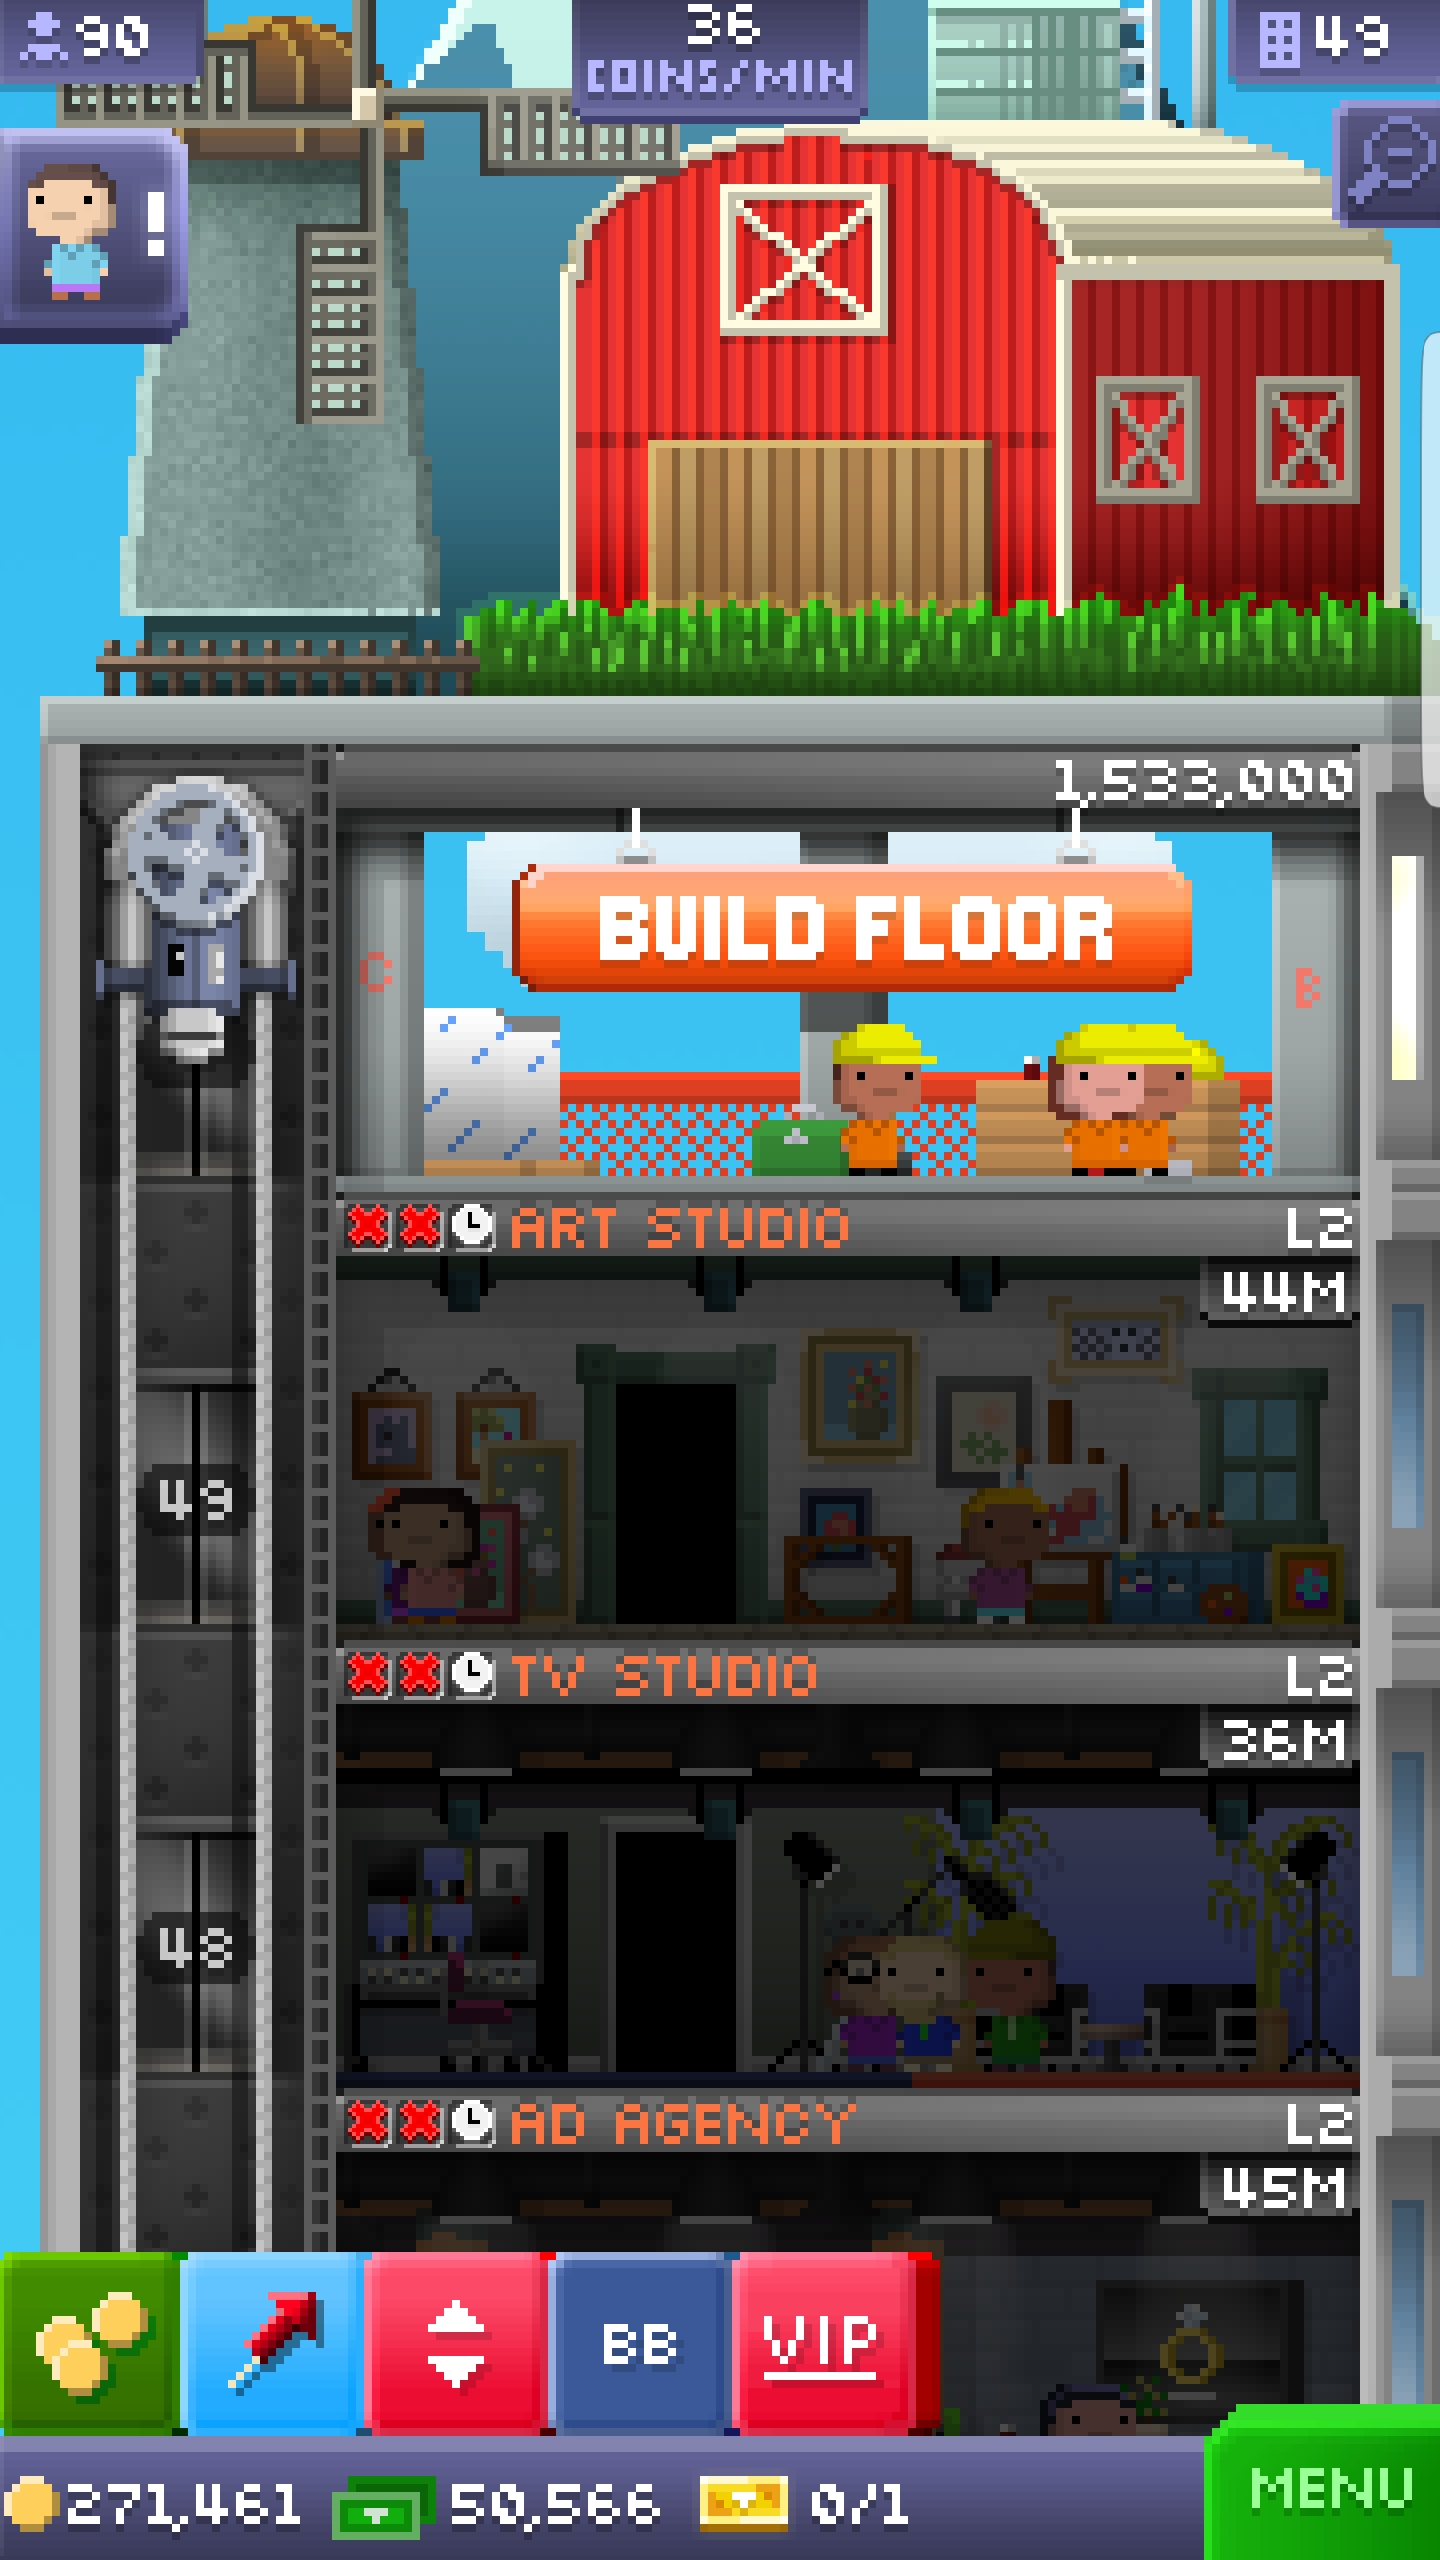 90
36
COINS/MIN
49
!
1,533,000
BUILD FLOOR
C
B
ART STUDIO L2
44M
49
TV STUDIO L2
36M
48
AD AGENCY L2
45M
BB
VIP
271,461 50,566 0/1
MENU